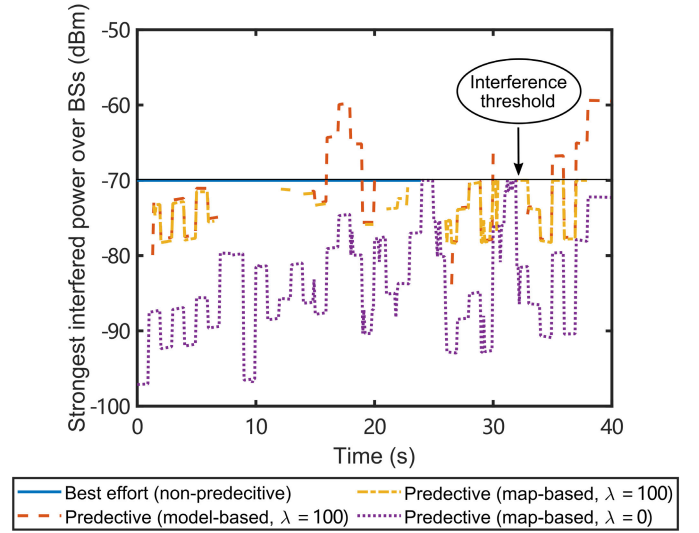 Strongest interfered power over BSs (dBm)
-50
-60
-70
-80
-90
-100
Interference
threshold
0
10
20
30
40
Time (s)
Best effort (non-predecitive)
Predective (model-based, λ = 100)
Predective (map-based, λ = 100)
Predective (map-based, λ = 0)